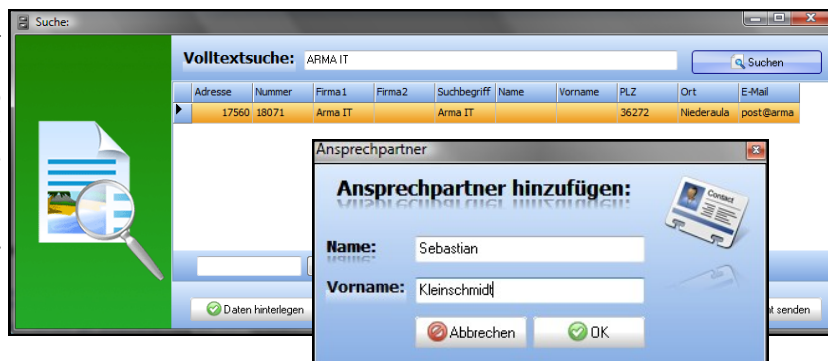 Suche:
Volltextsuche: ARMA IT Suchen
Adresse Nummer Firma1 Firma2 Suchbegriff Name Vorname PLZ Ort E-Mail
17560 18071 Arma IT Arma IT 36272 Niederaula post@arma
Ansprechpartner
Ansprechpartner hinzufügen:
Contact
Name: Sebastian
Vorname: Kleinschmidt
Daten hinterlegen Abbrechen OK senden